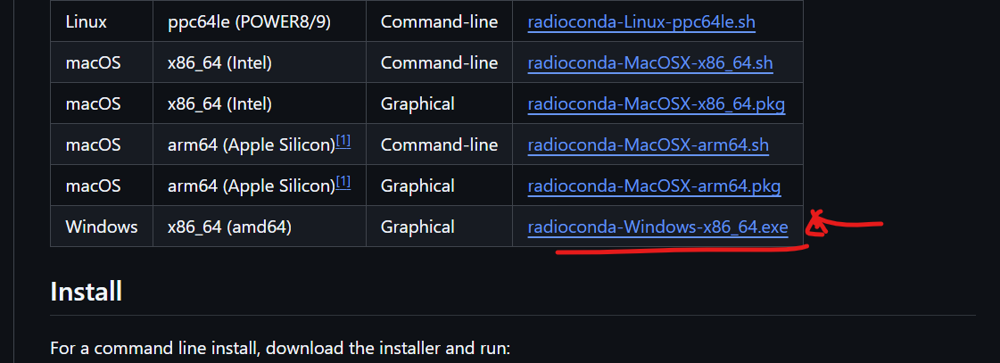 Linux ppc64le (POWER8/9) Command-line radioconda-Linux-ppc64le.sh
macOS x86_64 (Intel) Command-line radioconda-MacOSX-x86_64.sh
macOS x86_64 (Intel) Graphical radioconda-MacOSX-x86_64.pkg
macOS arm64 (Apple Silicon)[1] Command-line radioconda-MacOSX-arm64.sh
macOS arm64 (Apple Silicon)[1] Graphical radioconda-MacOSX-arm64.pkg
Windows x86_64 (amd64) Graphical radioconda-Windows-x86_64.exe
Install
For a command line install, download the installer and run: